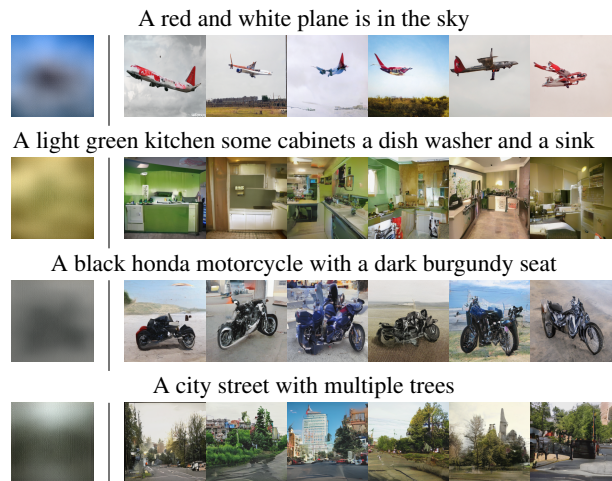 A red and white plane is in the sky
A light green kitchen some cabinets a dish washer and a sink
A black honda motorcycle with a dark burgundy seat
A city street with multiple trees